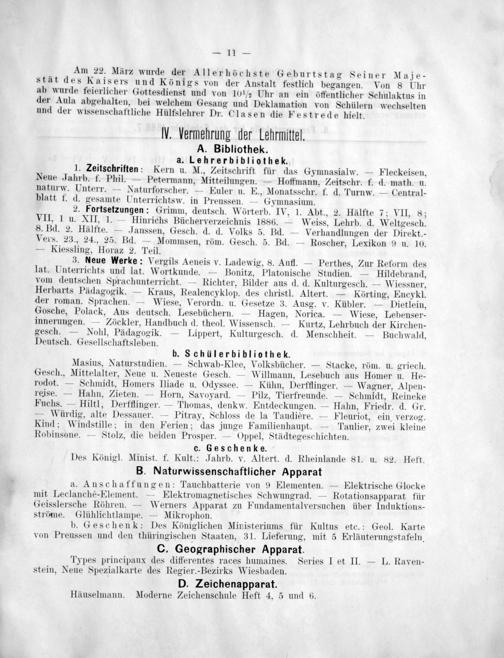 — 11 —
Am 22. März wurde der Allerhöchste Geburtstag Seiner Maje-
stät des Kaisers und Königs von der Anstalt festlich begangen. Von 8 Uhr
ab wurde feierlicher Gottesdienst und von 10½ Uhr an ein öffentlicher Schulaktus in
der Aula abgehalten, bei welchem Gesang und Deklamation von Schülern wechselten
und der wissenschaftliche Hülfslehrer Dr. Clasen die Festrede hielt.
IV. Vermehrung der Lehrmittel.
A. Bibliothek.
a. Lehrerbibliothek.
1. Zeitschriften: Kern u. M., Zeitschrift für das Gymnasialw. — Fleckeisen,
Neue Jahrb. f. Phil. — Petermann, Mitteilungen. — Hoffmann, Zeitschr. f. d. math. u.
naturw. Unterr. — Naturforscher. — Euler u. E., Monatsschr. f. d. Turnw. — Central-
blatt f. d. gesamte Unterrichtsw. in Preussen. — Gymnasium.
2. Fortsetzungen: Grimm, deutsch. Wörterb. IV, 1. Abt., 2. Hälfte 7; VII, 8;
VII, 1 u. XII, 1. — Hinrichs Bücherverzeichnis 1886. — Weiss, Lehrb. d. Weltgesch.
8. Bd. 2. Hälfte. — Janssen, Gesch. d. d. Volks 5. Bd. — Verhandlungen der Direkt.-
Vers. 23., 24., 25. Bd. — Mommsen, röm. Gesch. 5. Bd. — Roscher, Lexikon 9 u. 10.
— Kiessling, Horaz 2. Teil.
3. Neue Werke: Vergils Aeneis v. Ladewig, 8. Aufl. — Perthes, Zur Reform des
lat. Unterrichts und lat. Wortkunde. — Bonitz, Platonische Studien. — Hildebrand,
vom deutschen Sprachunterricht. — Richter, Bilder aus d. d. Kulturgesch. — Wiessner,
Herbarts Pädagogik. — Kraus, Realencyklop. des christl. Altert. — Körting, Encykl.
der roman. Sprachen. — Wiese, Verordn. u. Gesetze 3. Ausg. v. Kübler. — Dietlein,
Gosche, Polack, Aus deutsch. Lesebüchern. — Hagen, Norica. — Wiese, Lebenser-
innerungen. — Zöckler, Handbuch d. theol. Wissensch. — Kurtz, Lehrbuch der Kirchen-
gesch. — Nohl, Pädagogik. — Lippert, Kulturgesch. d. Menschheit. — Buchwald,
Deutsch. Gesellschaftsleben.
b. Schülerbibliothek.
Masius, Naturstudien. — Schwab-Klee, Volksbücher. — Stacke, röm. u. griech.
Gesch., Mittelalter, Neue u. Neueste Gesch. — Willmann, Lesebuch aus Homer u. He-
rodot. — Schmidt, Homers Iliade u. Odyssee. — Kühn, Derfflinger. — Wagner, Alpen-
rejse. — Hahn, Zieten. — Horn, Savoyard. — Pilz, Tierfreunde. — Schmidt, Reineke
Fuchs. — Hiltl, Derfflinger. — Thomas, denkw. Entdeckungen. — Hahn, Friedr. d. Gr.
— Würdig, alte Dessauer. — Pitray, Schloss de la Taudière. — Fleuriot, ein verzog.
Kind; Windstille; in den Ferien; das junge Familienhaupt. — Taulier, zwei kleine
Robinsone. — Stolz, die beiden Prosper. — Oppel, Städtegeschichten.
c. Geschenke.
Des Königl. Minist. f. Kult.: Jahrb. v. Altert. d. Rheinlande 81. u. 82. Heft.
B. Naturwissenschaftlicher Apparat
a. Anschaffungen: Tauchbatterie von 9 Elementen. — Elektrische Glocke
mit Leclanché-Element. — Elektromagnetisches Schwungrad. — Rotationsapparat für
Geisslersche Röhren. — Werners Apparat zu Fundamentalversuchen über Induktions-
ströme. Glühlichtlampe. — Mikrophon.
b. Geschenk: Des Königlichen Ministeriums für Kultus etc.: Geol. Karte
von Preussen und den thüringischen Staaten, 31. Lieferung, mit 5 Erläuterungstafeln.
C. Geographischer Apparat.
Types principaux des differentes races humaines. Series I et II. — L. Raven-
stein, Neue Spezialkarte des Regier.-Bezirks Wiesbaden.
D. Zeichenapparat.
Häuselmann. Moderne Zeichenschule Heft 4, 5 und 6.